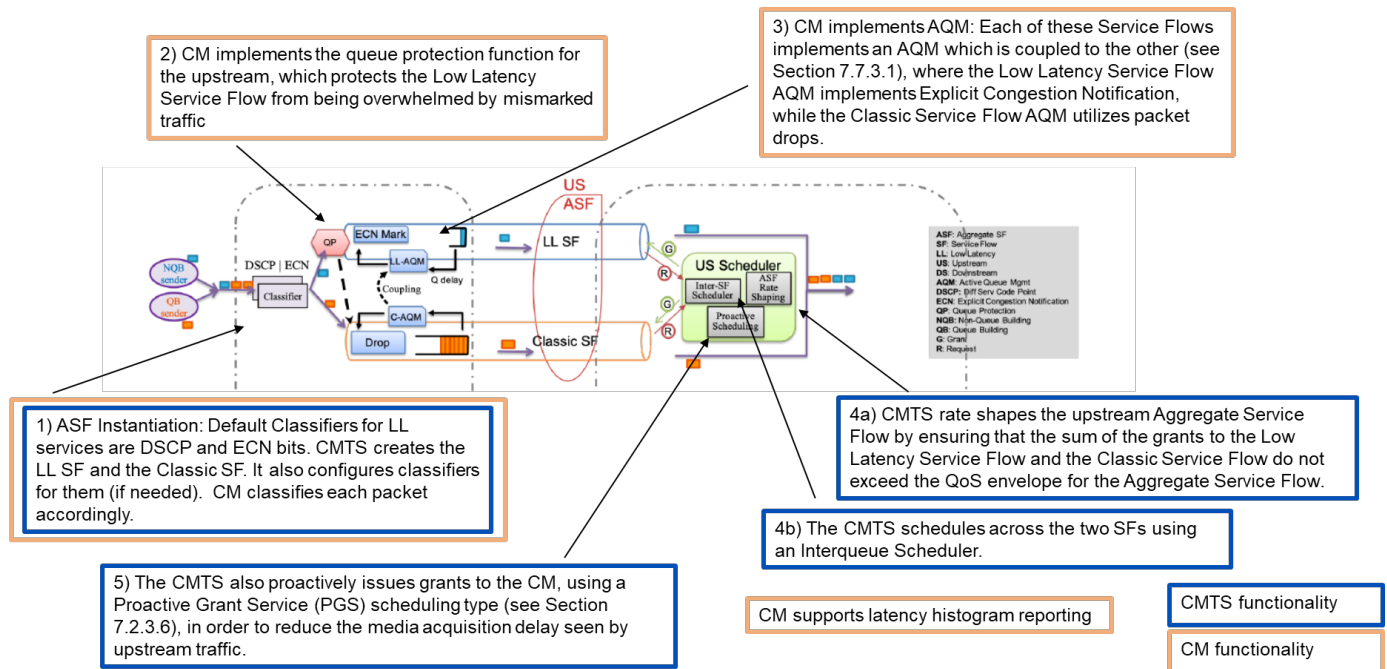 2) CM implements the queue protection function for
the upstream, which protects the Low Latency
Service Flow from being overwhelmed by mismarked
traffic
3) CM implements AQM: Each of these Service Flows
implements an AQM which is coupled to the other (see
Section 7.7.3.1), where the Low Latency Service Flow
AQM implements Explicit Congestion Notification,
while the Classic Service Flow AQM utilizes packet
drops.
US
ASF
NQB
sender
QB
sender
DSCP | ECN
Classifier
QP
ECN Mark
LL-AQM
Q delay
Coupling
C-AQM
Drop
LL SF
Classic SF
G
R
G
R
US Scheduler
Inter-SF
Scheduler
ASF
Rate
Shaping
Proactive
Scheduling
ASF: Aggregate SF
SF: Service Flow
LL: Low Latency
US: Upstream
DS: Downstream
AQM: Active Queue Mgmt
DSCP: Diff Serv Code Point
ECN: Explicit Congestion Notification
QP: Queue Protection
NQB: Non-Queue Building
QB: Queue Building
G: Grant
R: Request
1) ASF Instantiation: Default Classifiers for LL
services are DSCP and ECN bits. CMTS creates the
LL SF and the Classic SF. It also configures classifiers
for them (if needed). CM classifies each packet
accordingly.
4a) CMTS rate shapes the upstream Aggregate Service
Flow by ensuring that the sum of the grants to the Low
Latency Service Flow and the Classic Service Flow do not
exceed the QoS envelope for the Aggregate Service Flow.
4b) The CMTS schedules across the two SFs using
an Interqueue Scheduler.
5) The CMTS also proactively issues grants to the CM, using a
Proactive Grant Service (PGS) scheduling type (see Section
7.2.3.6), in order to reduce the media acquisition delay seen by
upstream traffic.
CM supports latency histogram reporting
CMTS functionality
CM functionality